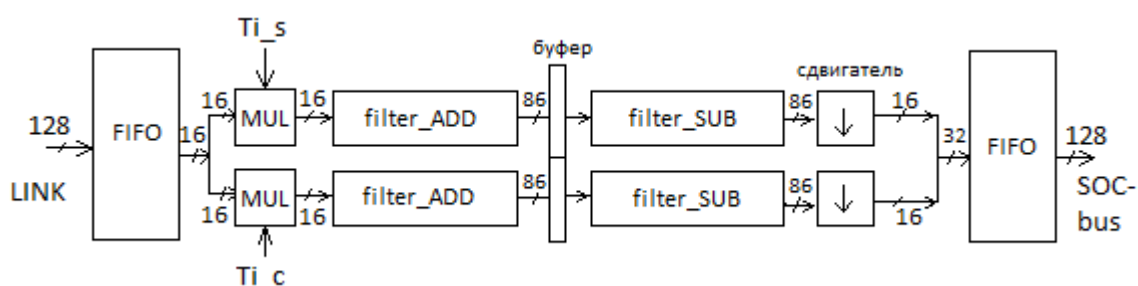 Ti_s
буфер
сдвигатель
16
16
86
86
16
MUL
filter_ADD
filter_SUB
128
FIFO
16
32
FIFO
128
LINK
SOC-
bus
86
86
MUL
filter_ADD
filter_SUB
16
16
16
Ti_c